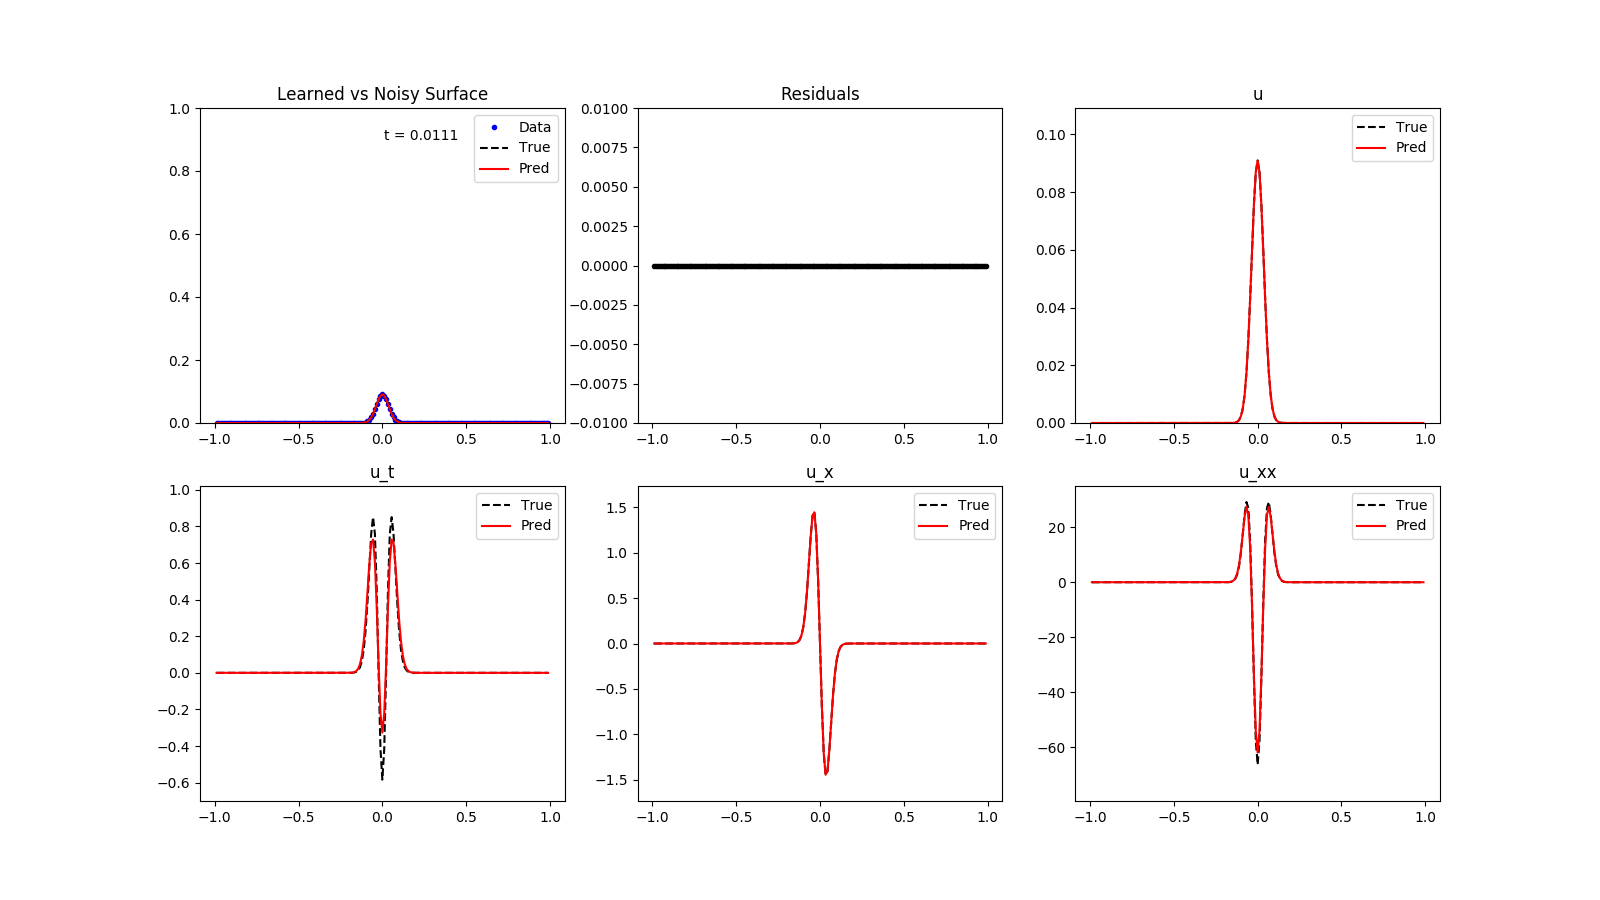 Learned vs Noisy Surface
1.0
0.8
0.6
0.4
0.2
0.0
t = 0.0111
Data
True
Pred
−1.0 −0.5 0.0 0.5 1.0
Residuals
0.0100
0.0075
0.0050
0.0025
0.0000
−0.0025
−0.0050
−0.0075
−0.0100
−1.0 −0.5 0.0 0.5 1.0
u
0.10
0.08
0.06
0.04
0.02
0.00
True
Pred
−1.0 −0.5 0.0 0.5 1.0
u_t
1.0
0.8
0.6
0.4
0.2
0.0
−0.2
−0.4
−0.6
True
Pred
−1.0 −0.5 0.0 0.5 1.0
u_x
1.5
1.0
0.5
0.0
−0.5
−1.0
−1.5
True
Pred
−1.0 −0.5 0.0 0.5 1.0
u_xx
20
0
−20
−40
−60
True
Pred
−1.0 −0.5 0.0 0.5 1.0